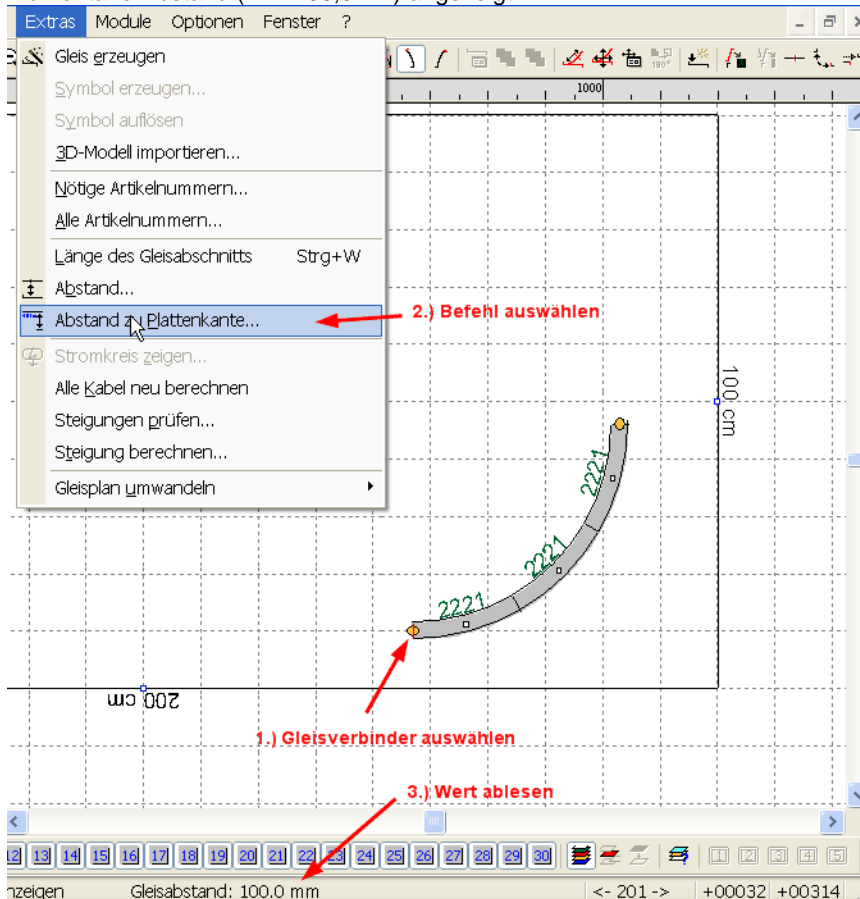 Extras Module Optionen Fenster ?
Gleis erzeugen
Symbol erzeugen...
Symbol auflösen
3D-Modell importieren...
Nötige Artikelnummern...
Alle Artikelnummern...
Länge des Gleisabschnitts Strg+W
Abstand...
Abstand zu Plattenkante...
Stromkreis zeigen...
Alle Kabel neu berechnen
Steigungen prüfen...
Steigung berechnen...
Gleisplan umwandeln
180°
1000
2.) Befehl auswählen
100 cm
2221
2221
2221
200 cm
1.) Gleisverbinder auswählen
3.) Wert ablesen
12 13 14 15 16 17 18 19 20 21 22 23 24 25 26 27 28 29 30 1 2 3 4 5
nzeigen Gleisabstand: 100.0 mm <- 201 -> +00032 +00314